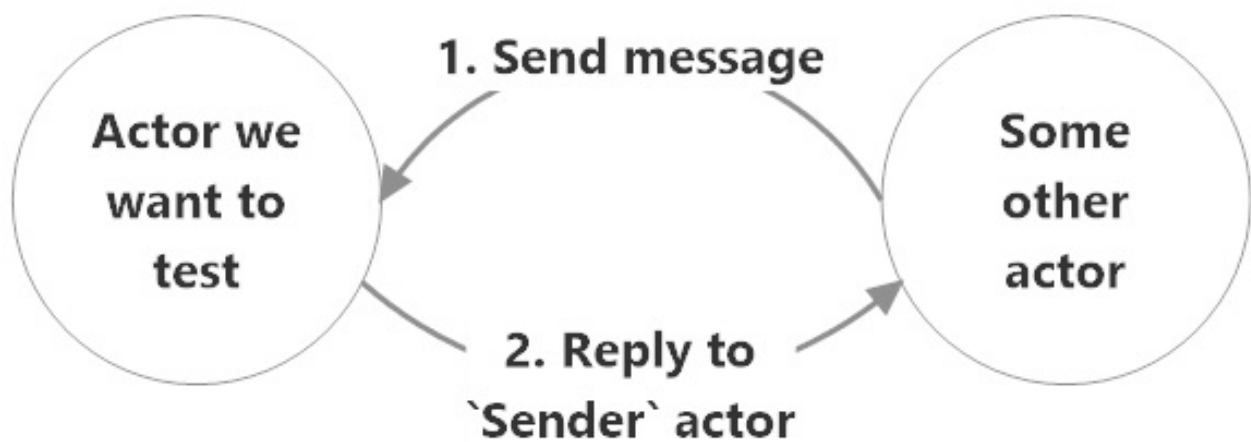 1. Send message
Actor we
want to
test
Some
other
actor
2. Reply to
`Sender` actor